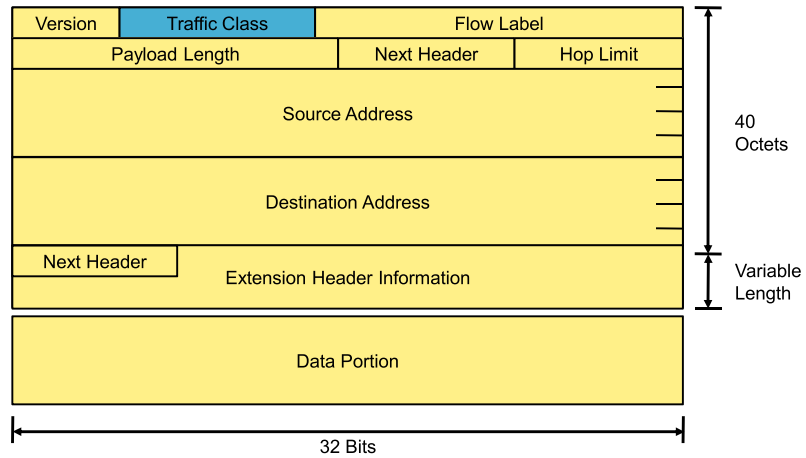 Version
Traffic Class
Flow Label
Payload Length
Next Header
Hop Limit
Source Address
40
Octets
Destination Address
Next Header
Extension Header Information
Variable
Length
Data Portion
32 Bits